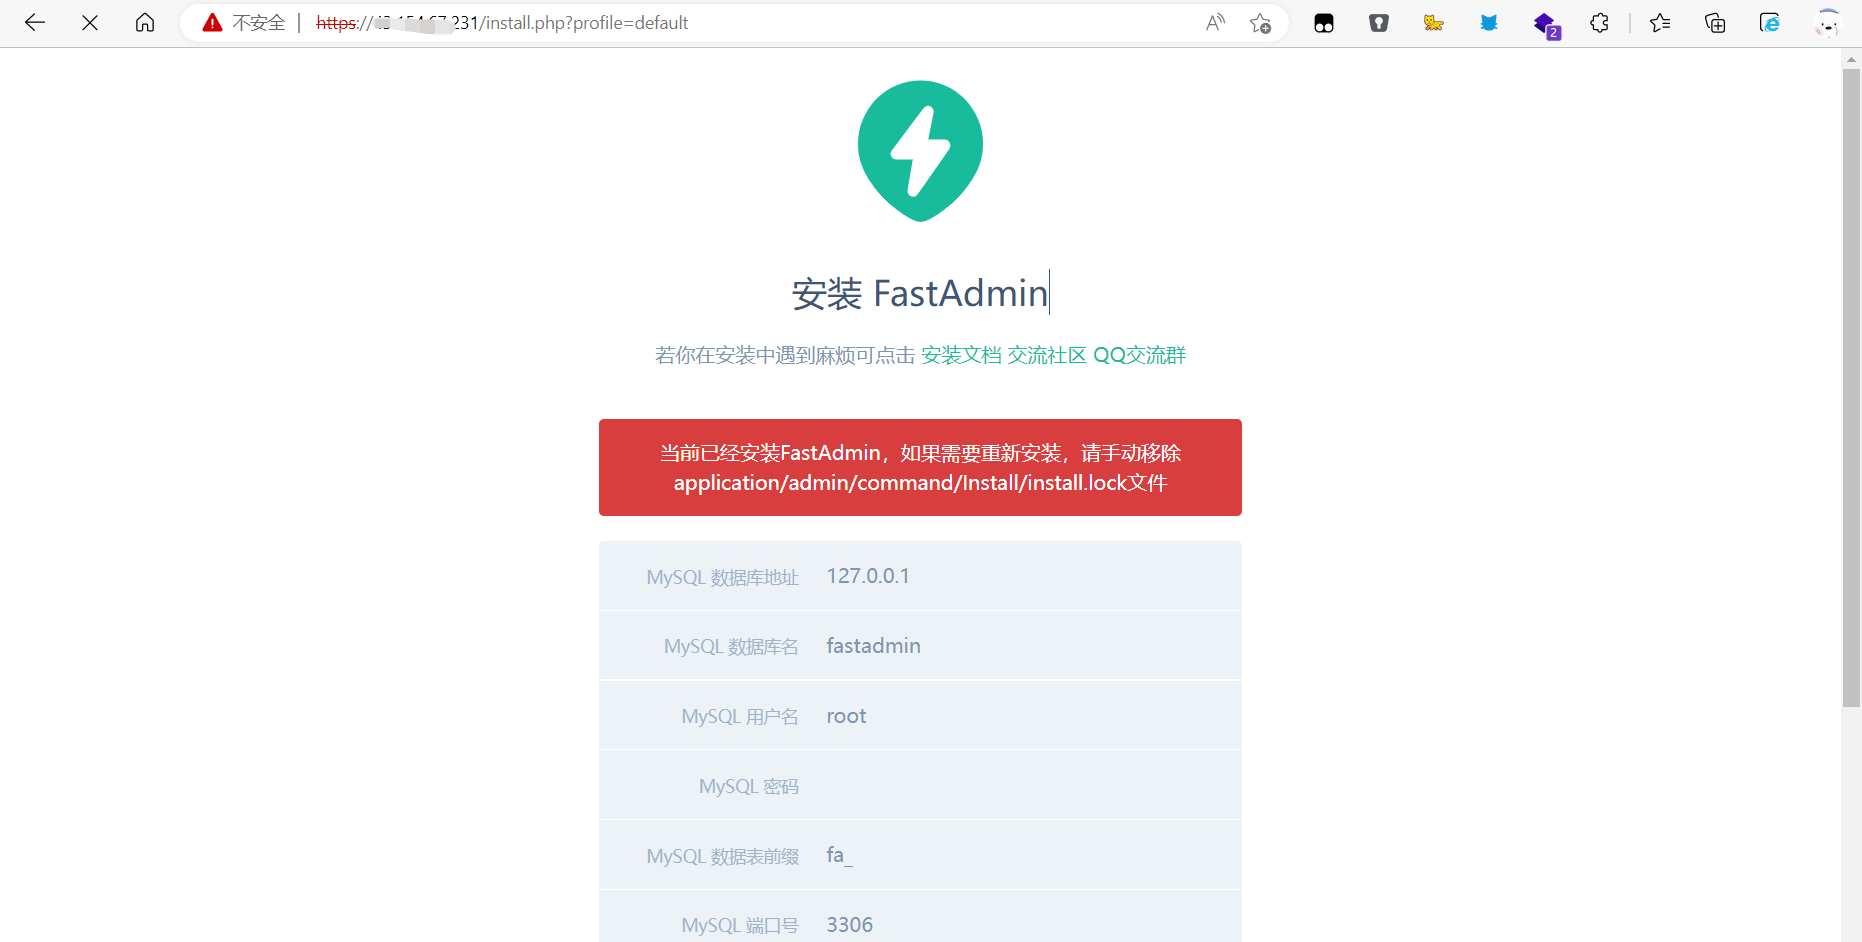 不安全 https://231/install.php?profile=default
2
安装 FastAdmin
若你在安装中遇到麻烦可点击 安装文档 交流社区 QQ交流群
当前已经安装FastAdmin，如果需要重新安装，请手动移除
application/admin/command/Install/install.lock文件
MySQL 数据库地址 127.0.0.1
MySQL 数据库名 fastadmin
MySQL 用户名 root
MySQL 密码
MySQL 数据表前缀 fa_
MySQL 端口号 3306